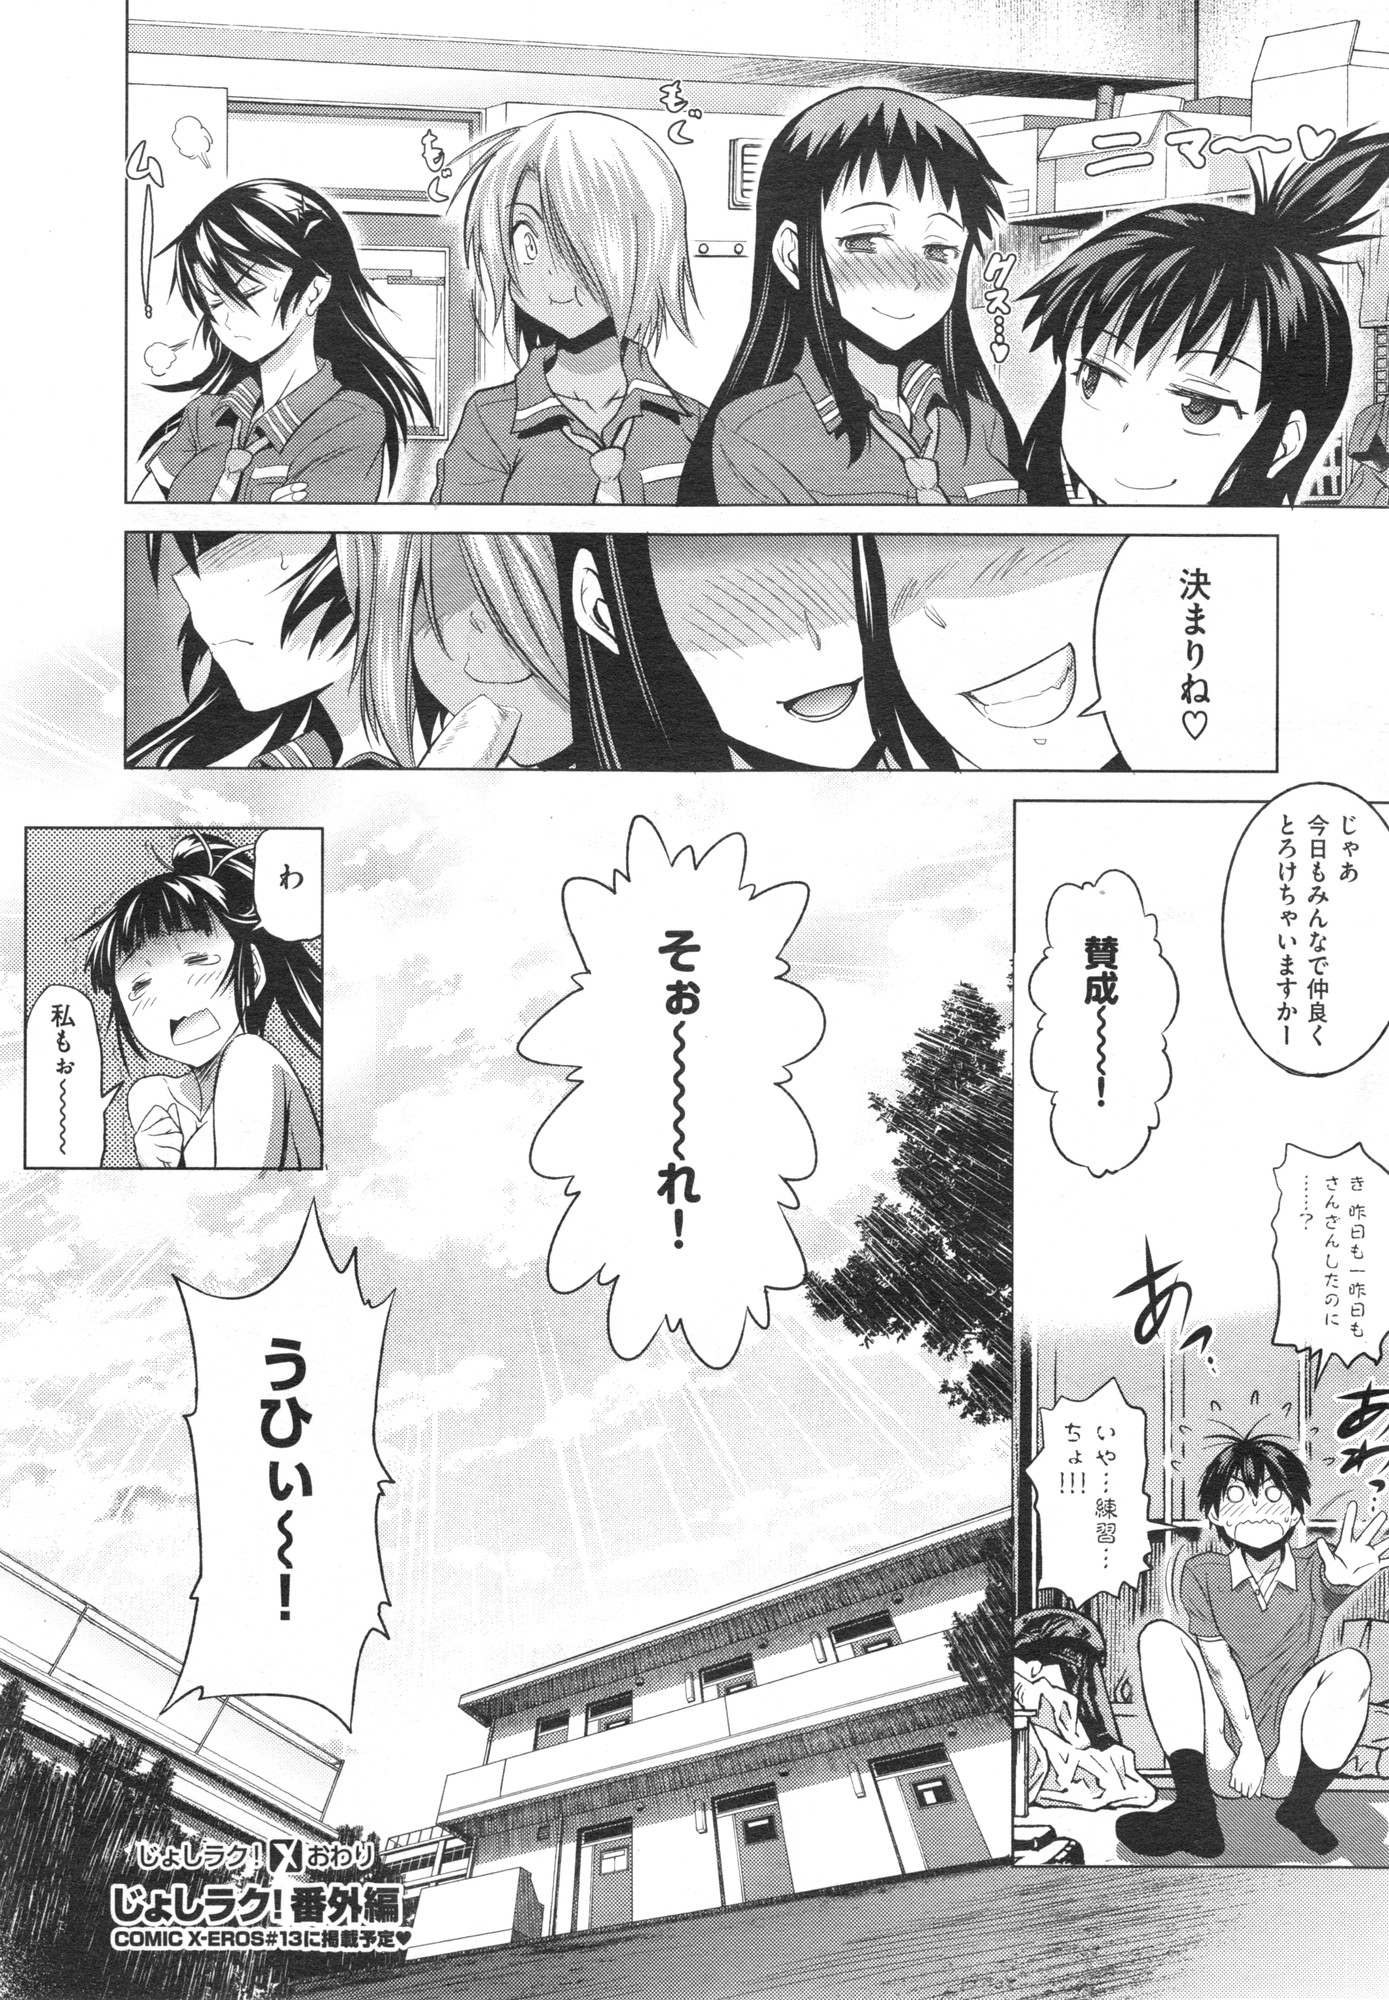 ニマ〜〜♡
クス…♡
もぐ
もぐ
ム〜…
決まりね♡
じゃあ
今日もみんなで仲良く
とろけちゃいますかー
賛成〜〜〜！
き 昨日も一昨日も
さんざんしたのに
……？
あわっ…
あっ…
いや…練習…
ちょ!!!
そぉ〜〜〜〜〜れ！
うひぃ〜〜！
わ
私もぉ〜〜〜〜
じょしラク！X おわり
じょしラク！番外編
COMIC X-EROS#13に掲載予定♥